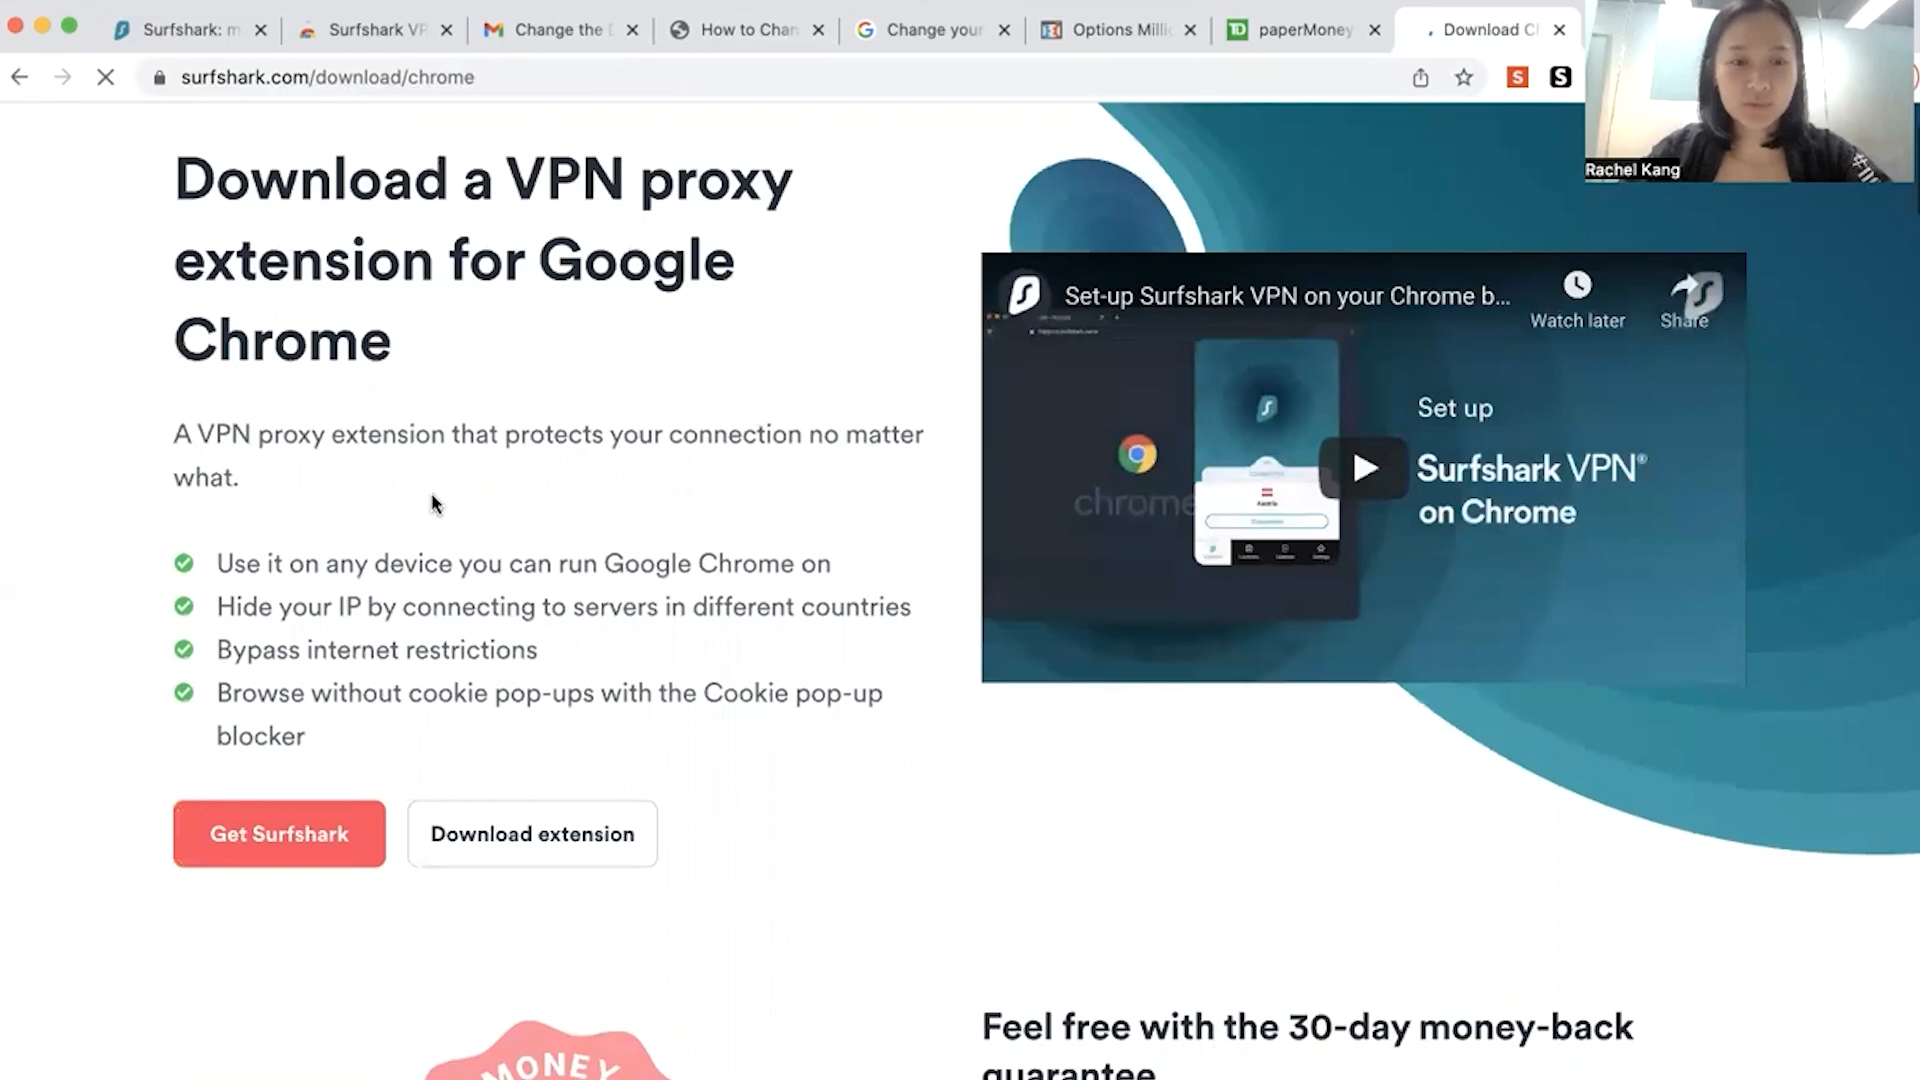 Surfshark: m
Surfshark VP
Change the
How to Chan
Change your
Options Milli
TD
paperMoney
Download C
surfshark.com/download/chrome
S
S
Rachel Kang
Download a VPN proxy
extension for Google
Chrome
A VPN proxy extension that protects your connection no matter
what.
Use it on any device you can run Google Chrome on
Hide your IP by connecting to servers in different countries
Bypass internet restrictions
Browse without cookie pop-ups with the Cookie pop-up
blocker
Get Surfshark
Download extension
Set-up Surfshark VPN on your Chrome b...
Watch later
Share
chrome
Austria
Set up
Surfshark VPN®
on Chrome
MONEY
Feel free with the 30-day money-back
guarantee